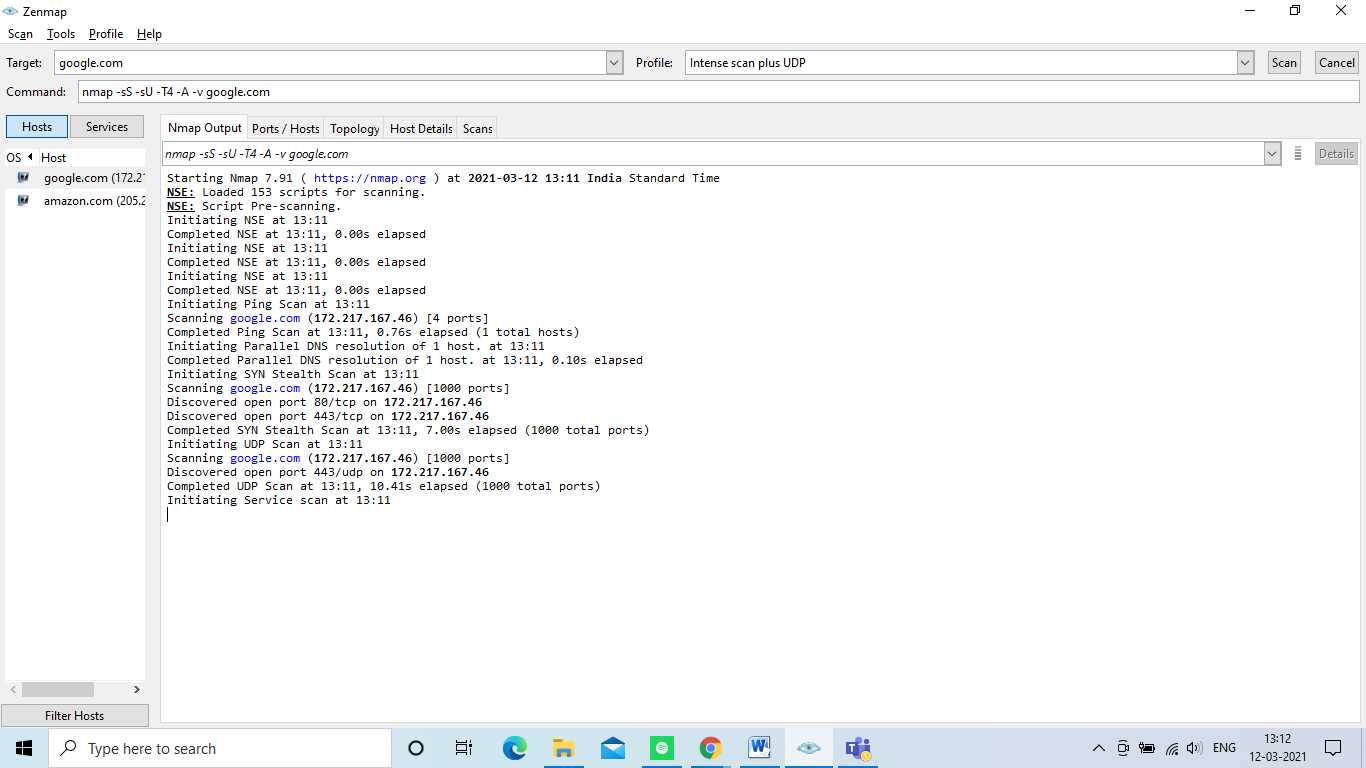 Zenmap
Scan Tools Profile Help
Target: google.com Profile: Intense scan plus UDP Scan Cancel
Command: nmap -sS -sU -T4 -A -v google.com
Hosts Services
Nmap Output Ports / Hosts Topology Host Details Scans
OS Host
google.com (172.21
amazon.com (205.2
nmap -sS -sU -T4 -A -v google.com Details
Starting Nmap 7.91 ( https://nmap.org ) at 2021-03-12 13:11 India Standard Time
NSE: Loaded 153 scripts for scanning.
NSE: Script Pre-scanning.
Initiating NSE at 13:11
Completed NSE at 13:11, 0.00s elapsed
Initiating NSE at 13:11
Completed NSE at 13:11, 0.00s elapsed
Initiating NSE at 13:11
Completed NSE at 13:11, 0.00s elapsed
Initiating Ping Scan at 13:11
Scanning google.com (172.217.167.46) [4 ports]
Completed Ping Scan at 13:11, 0.76s elapsed (1 total hosts)
Initiating Parallel DNS resolution of 1 host. at 13:11
Completed Parallel DNS resolution of 1 host. at 13:11, 0.10s elapsed
Initiating SYN Stealth Scan at 13:11
Scanning google.com (172.217.167.46) [1000 ports]
Discovered open port 80/tcp on 172.217.167.46
Discovered open port 443/tcp on 172.217.167.46
Completed SYN Stealth Scan at 13:11, 7.00s elapsed (1000 total ports)
Initiating UDP Scan at 13:11
Scanning google.com (172.217.167.46) [1000 ports]
Discovered open port 443/udp on 172.217.167.46
Completed UDP Scan at 13:11, 10.41s elapsed (1000 total ports)
Initiating Service scan at 13:11
Filter Hosts
Type here to search
ENG
13:12
12-03-2021